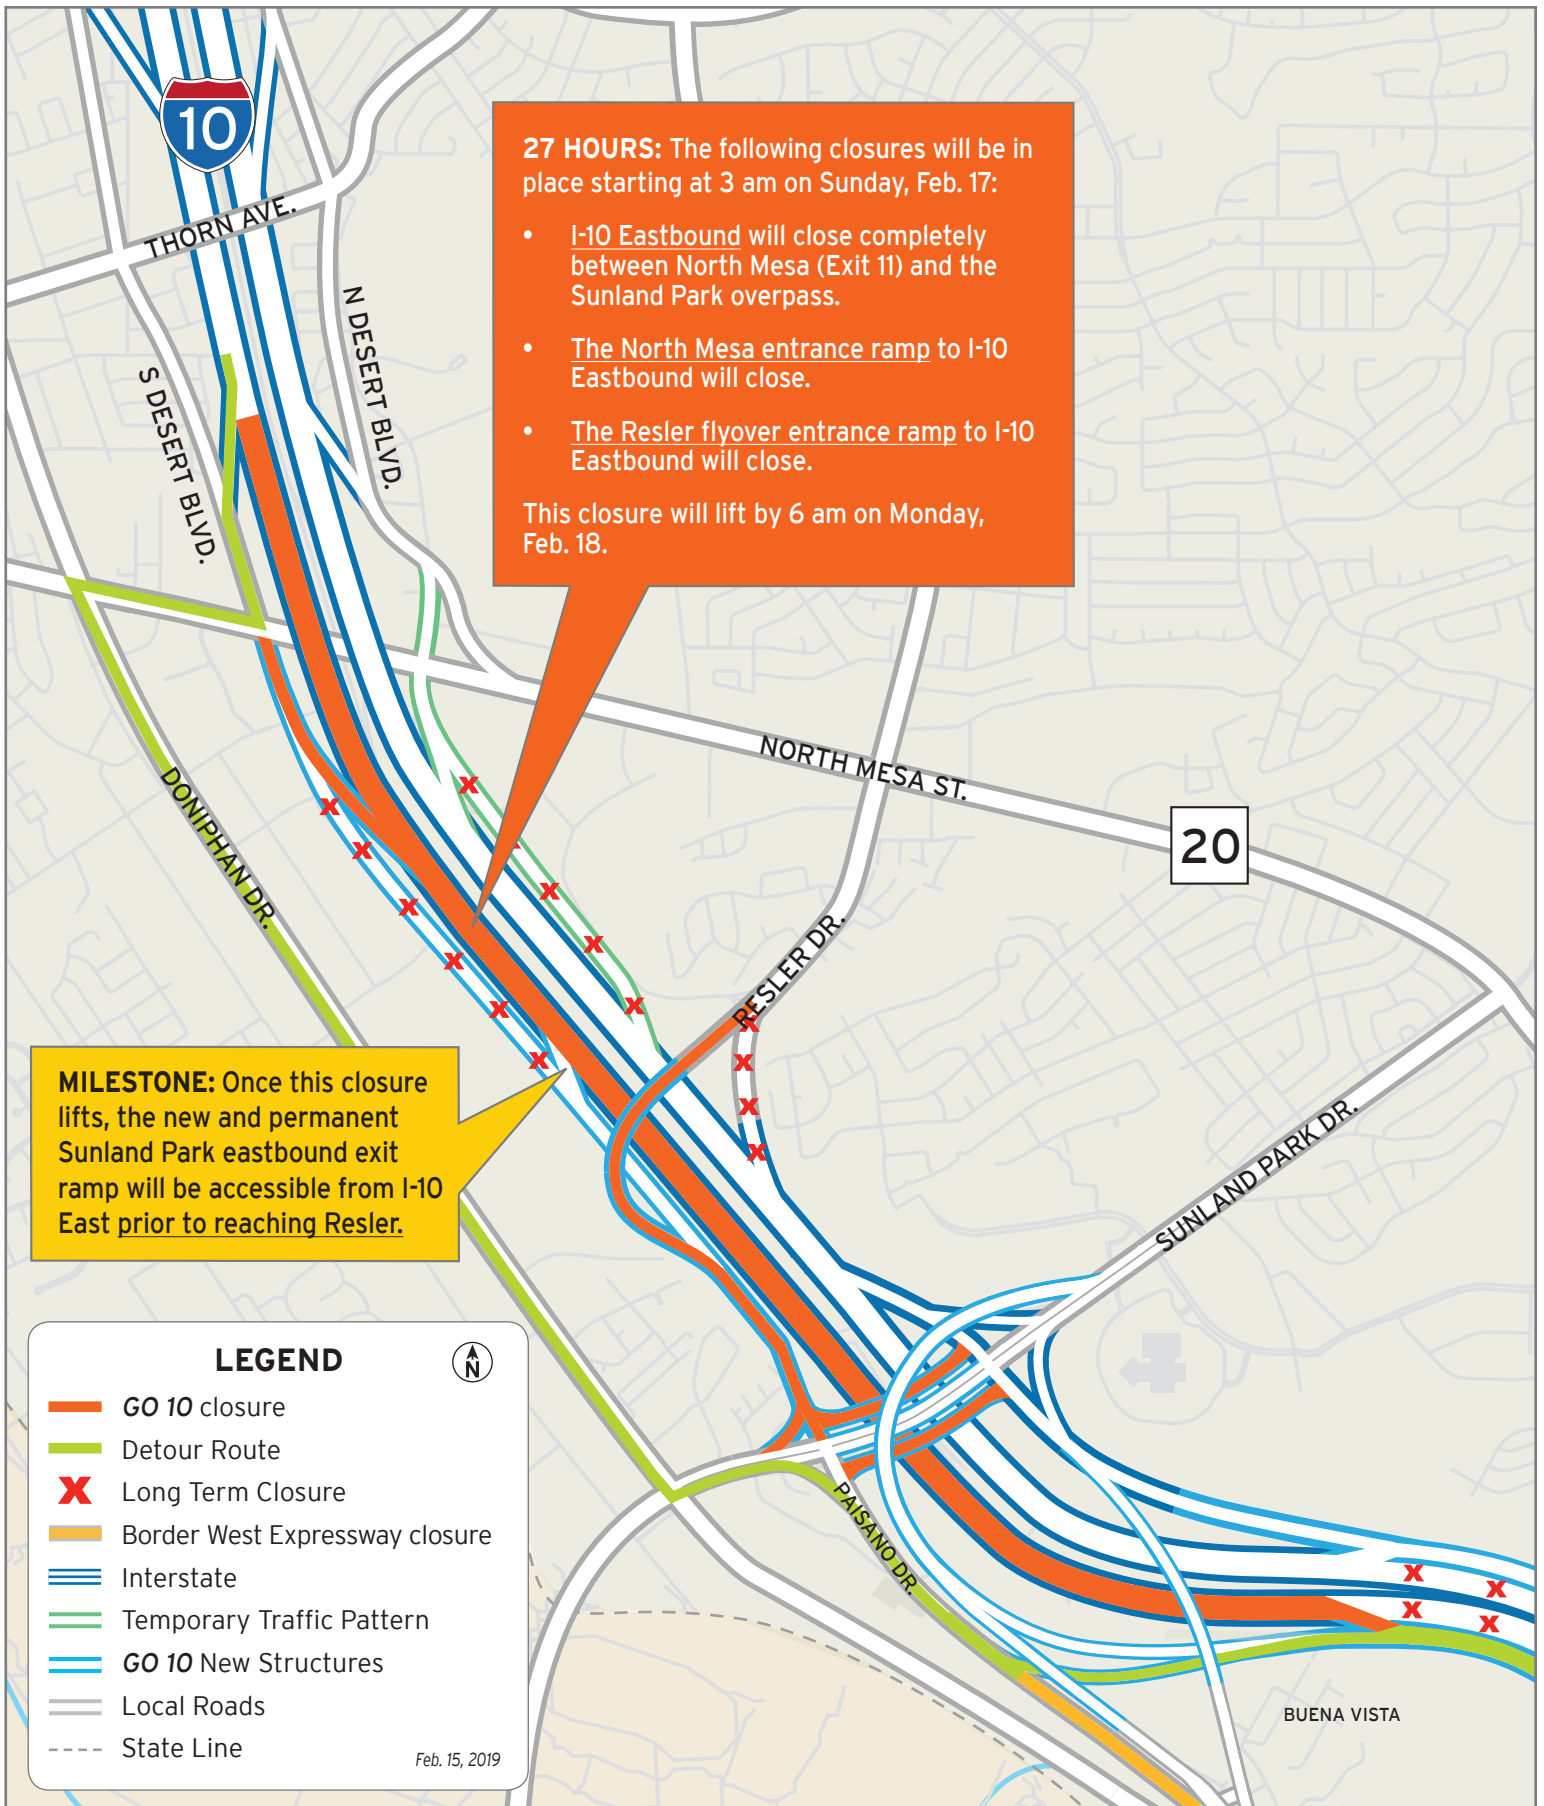 10
THORN AVE.
N DESERT BLVD.
S DESERT BLVD.
27 HOURS: The following closures will be in
place starting at 3 am on Sunday, Feb. 17:
• I-10 Eastbound will close completely
between North Mesa (Exit 11) and the
Sunland Park overpass.
• The North Mesa entrance ramp to I-10
Eastbound will close.
• The Resler flyover entrance ramp to I-10
Eastbound will close.
This closure will lift by 6 am on Monday,
Feb. 18.
NORTH MESA ST.
20
DONIPHAN DR.
RESLER DR.
MILESTONE: Once this closure
lifts, the new and permanent
Sunland Park eastbound exit
ramp will be accessible from I-10
East prior to reaching Resler.
SUNLAND PARK DR.
PAISANO DR.
BUENA VISTA
LEGEND
N
GO 10 closure
Detour Route
X Long Term Closure
Border West Expressway closure
Interstate
Temporary Traffic Pattern
GO 10 New Structures
Local Roads
State Line
Feb. 15, 2019